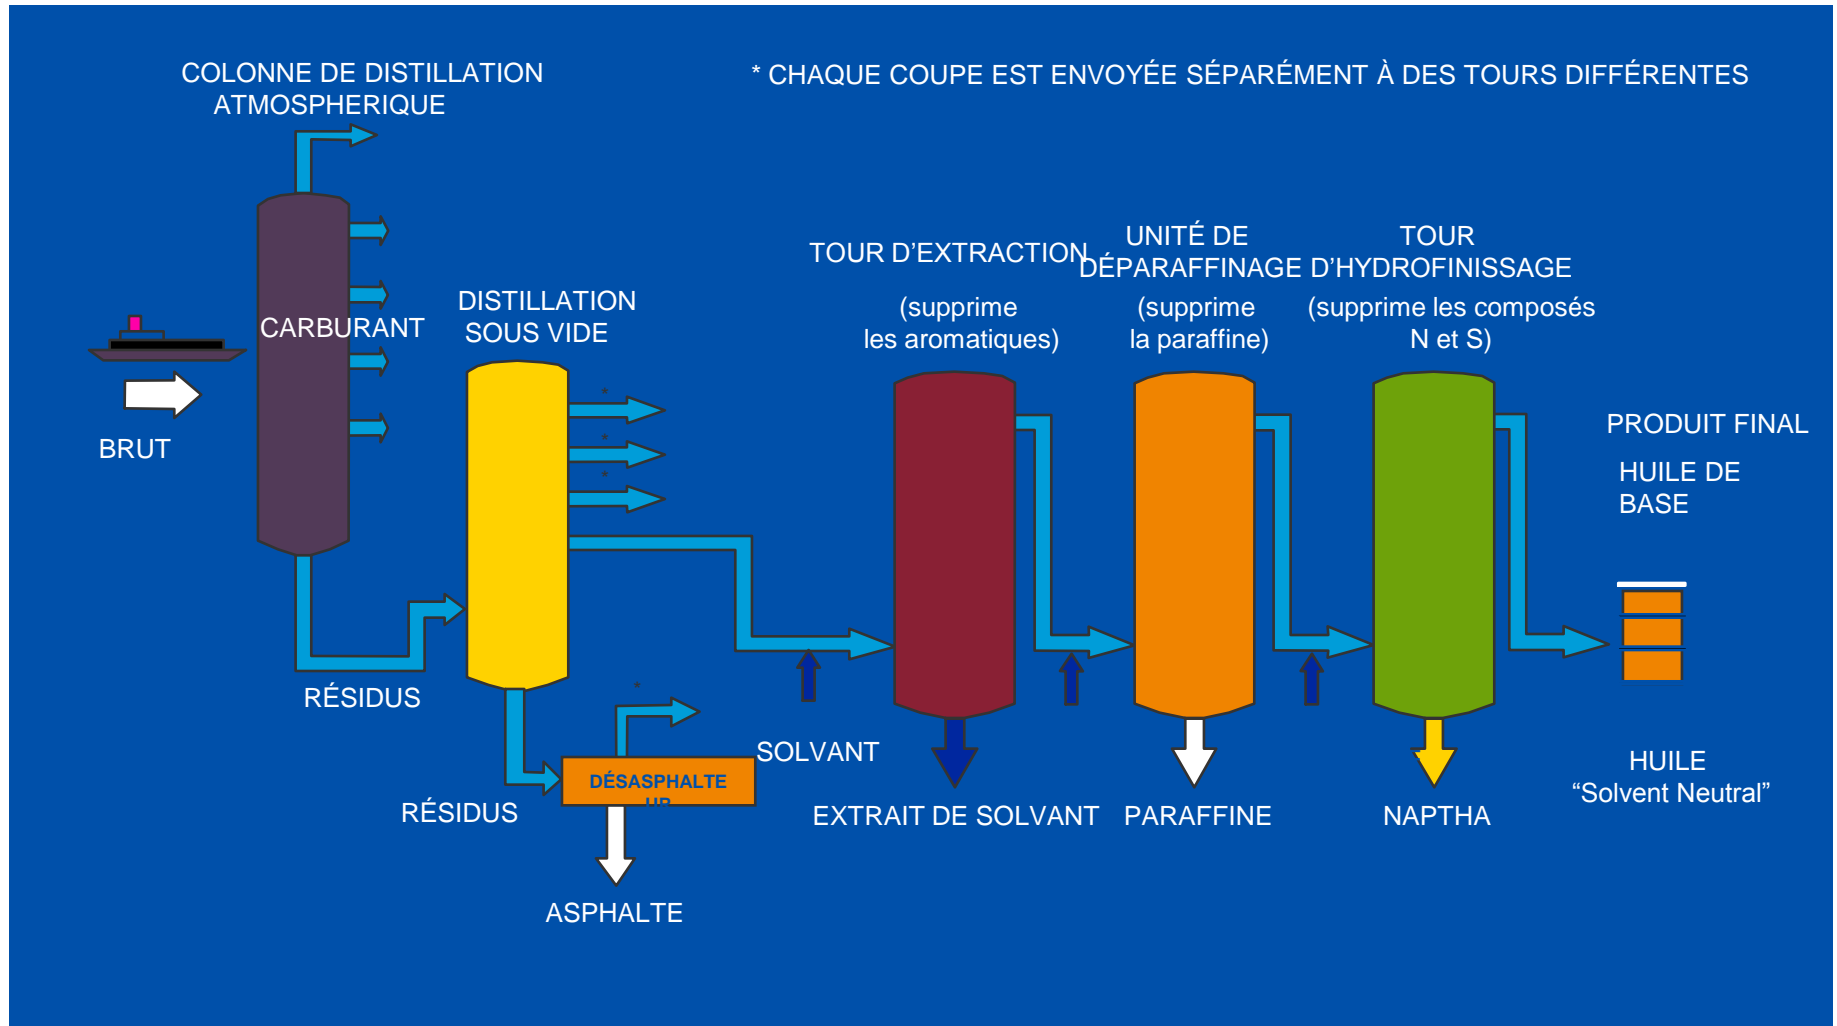 COLONNE DE DISTILLATION
ATMOSPHERIQUE
* CHAQUE COUPE EST ENVOYÉE SÉPARÉMENT À DES TOURS DIFFÉRENTES
CARBURANT
BRUT
RÉSIDUS
DISTILLATION
SOUS VIDE
*
*
*
*
RÉSIDUS
DÉSASPHALTE
UR
ASPHALTE
SOLVANT
TOUR D’EXTRACTION
(supprime
les aromatiques)
EXTRAIT DE SOLVANT
UNITÉ DE
DÉPARAFFINAGE
(supprime
la paraffine)
PARAFFINE
TOUR
D’HYDROFINISSAGE
(supprime les composés
N et S)
NAPTHA
PRODUIT FINAL
HUILE DE
BASE
HUILE
“Solvent Neutral”